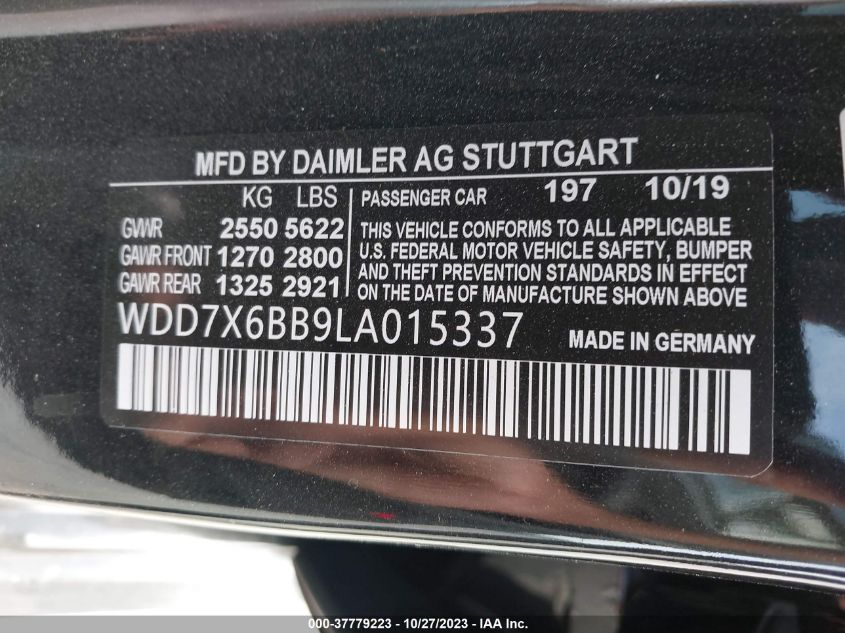 MFD BY DAIMLER AG STUTTGART
KG LBS
GVWR 2550 5622
GAWR FRONT 1270 2800
GAWR REAR 1325 2921
PASSENGER CAR 197 10/19
THIS VEHICLE CONFORMS TO ALL APPLICABLE
U.S. FEDERAL MOTOR VEHICLE SAFETY, BUMPER
AND THEFT PREVENTION STANDARDS IN EFFECT
ON THE DATE OF MANUFACTURE SHOWN ABOVE
WDD7X6BB9LA015337 MADE IN GERMANY
000-37779223 - 10/27/2023 - IAA Inc.